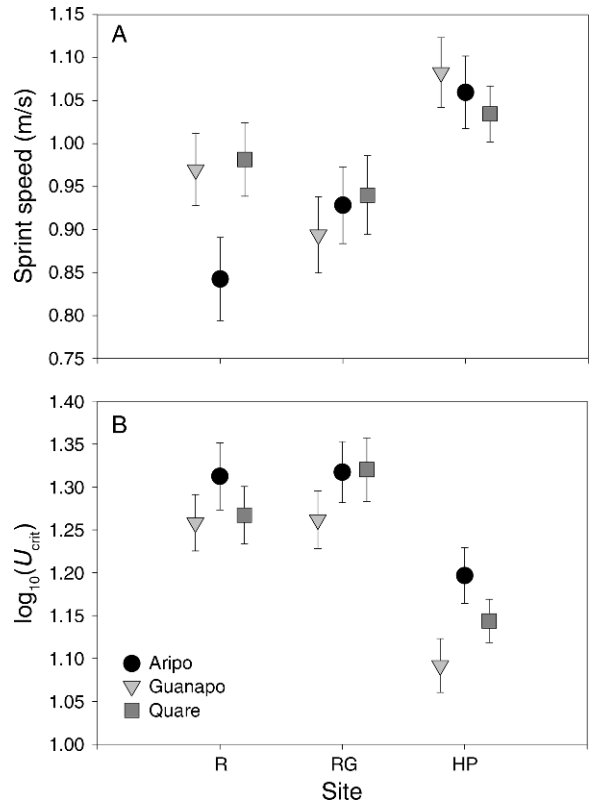 A
Sprint speed (m/s)
1.15
1.10
1.05
1.00
0.95
0.90
0.85
0.80
0.75
B
log₁₀(Ucrit)
1.40
1.35
1.30
1.25
1.20
1.15
1.10
1.05
1.00
Aripo
Guanapo
Quare
R RG HP
Site